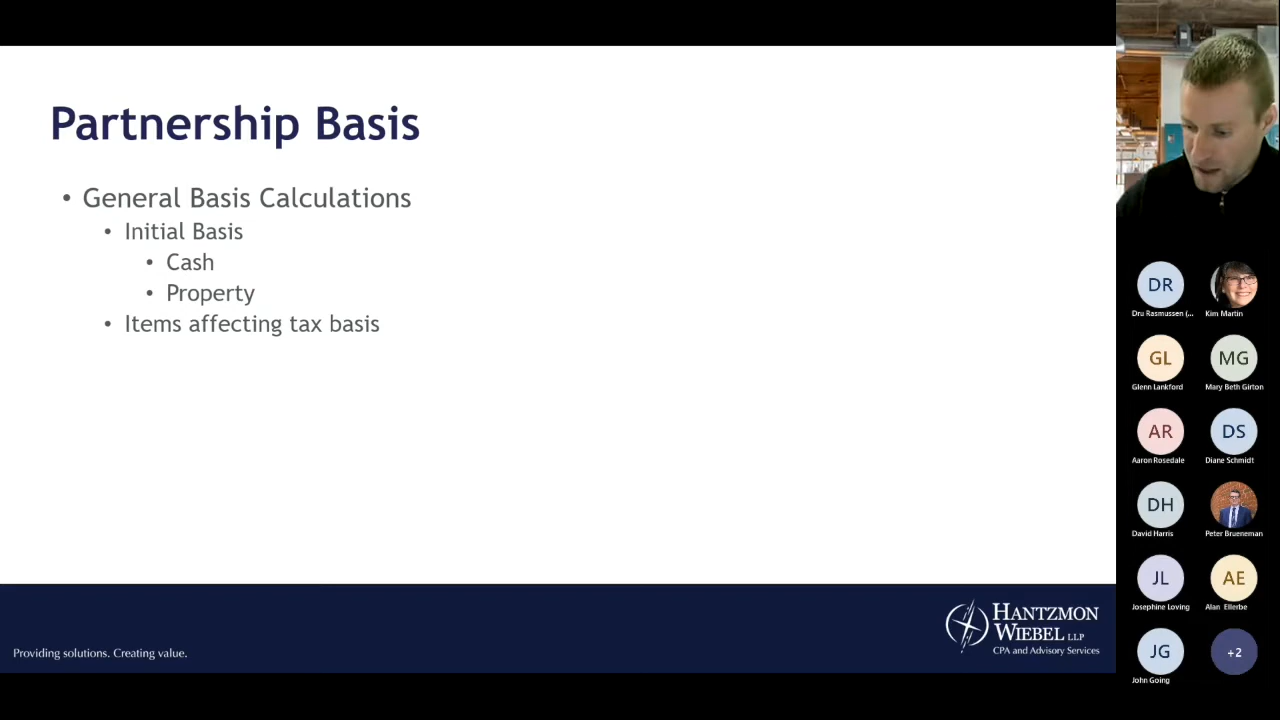 Partnership Basis
• General Basis Calculations
• Initial Basis
• Cash
• Property
• Items affecting tax basis
Providing solutions. Creating value.
HANTZMON
WIEBEL LLP
CPA and Advisory Services
DR
Dru Rasmussen (...
Kim Martin
GL
Glenn Lankford
MG
Mary Beth Girton
AR
Aaron Rosedale
DS
Diane Schmidt
DH
David Harris
Peter Brueneman
JL
Josephine Loving
AE
Alan Ellerbe
JG
John Going
+2